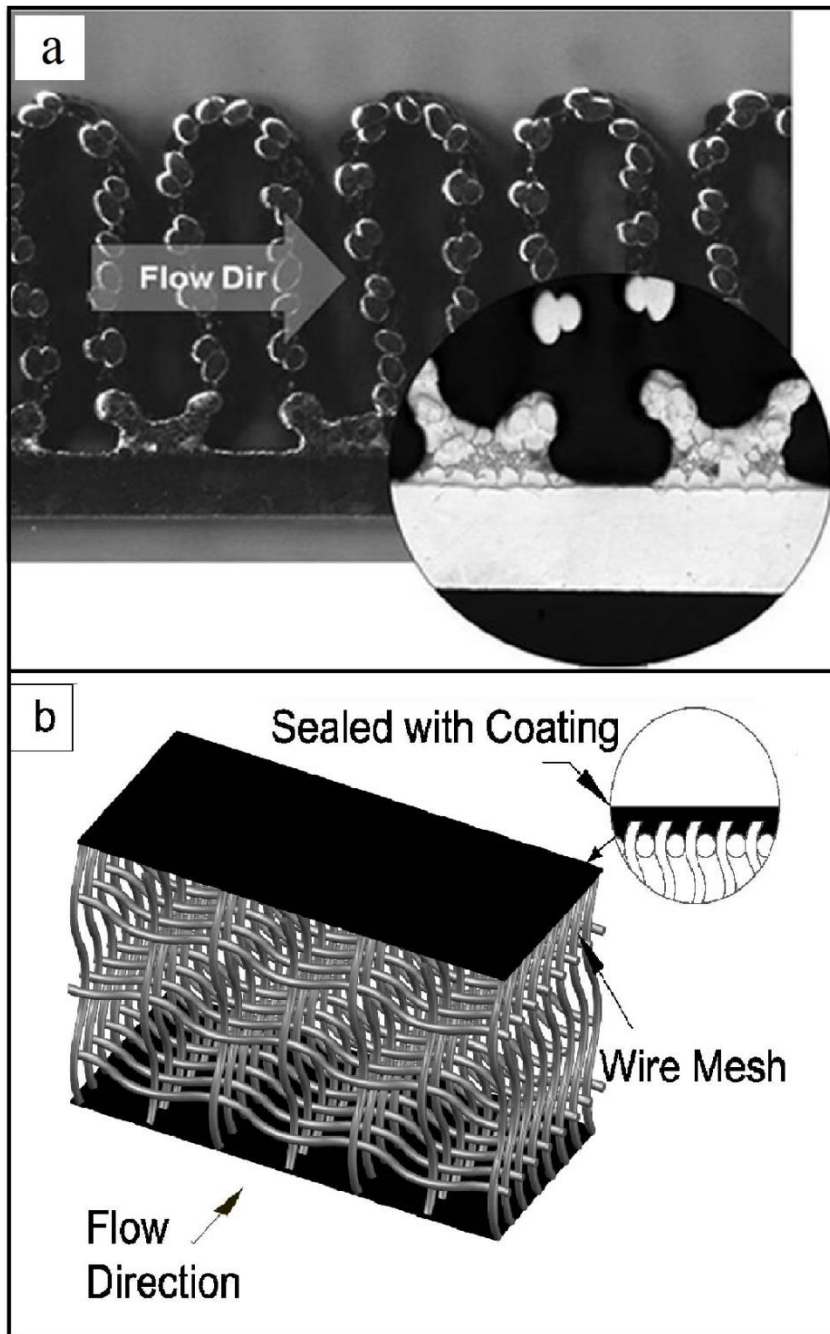 a
Flow Dir
b
Sealed with Coating
Wire Mesh
Flow
Direction